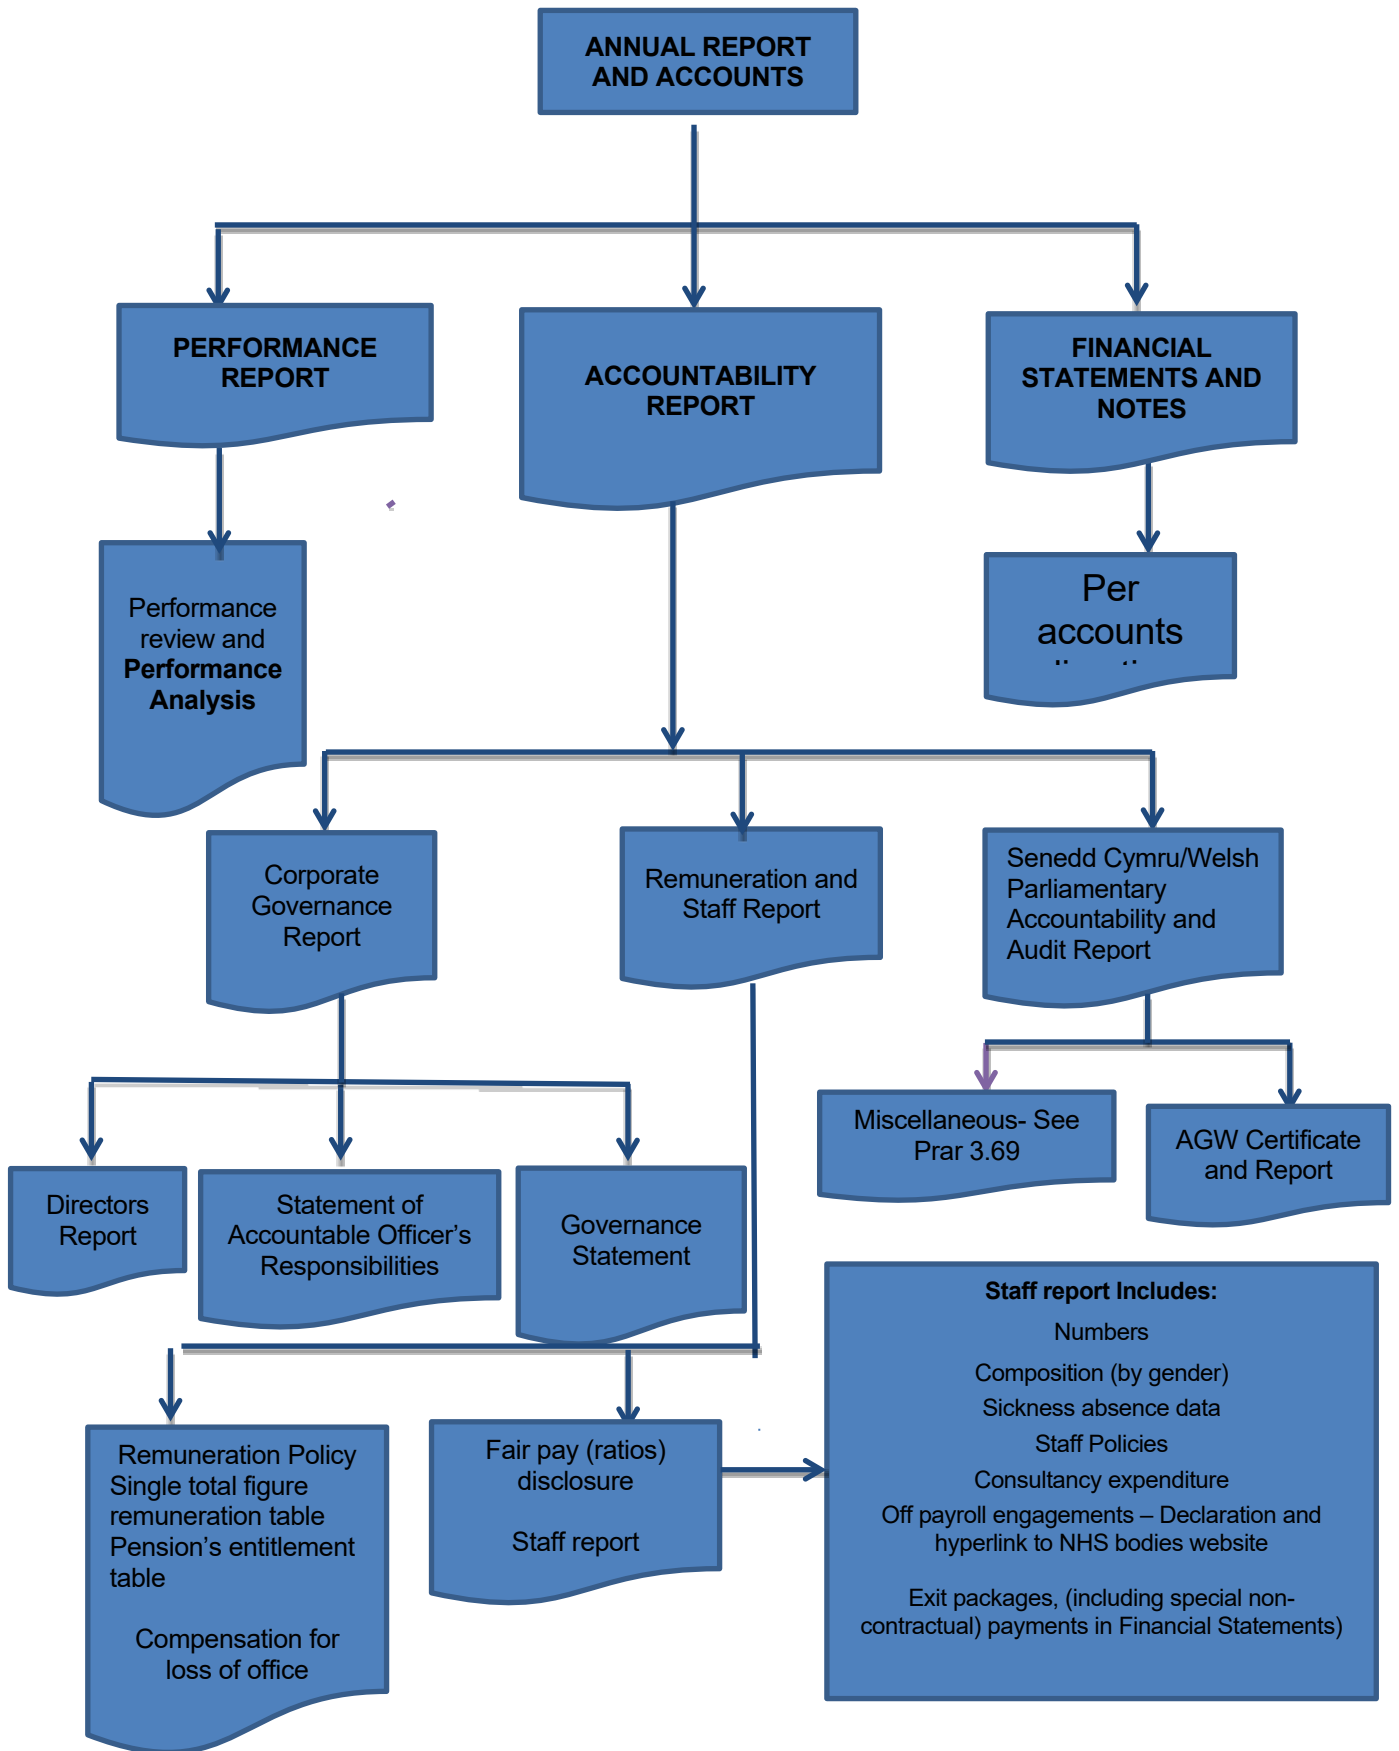 ANNUAL REPORT
AND ACCOUNTS
PERFORMANCE
REPORT
ACCOUNTABILITY
REPORT
FINANCIAL
STATEMENTS AND
NOTES
Performance
review and
Performance
Analysis
Per
accounts
Corporate
Governance
Report
Remuneration and
Staff Report
Senedd Cymru/Welsh
Parliamentary
Accountability and
Audit Report
Miscellaneous- See
Prar 3.69
AGW Certificate
and Report
Directors
Report
Statement of
Accountable Officer’s
Responsibilities
Governance
Statement
Staff report Includes:
Numbers
Composition (by gender)
Sickness absence data
Staff Policies
Consultancy expenditure
Off payroll engagements – Declaration and
hyperlink to NHS bodies website
Exit packages, (including special non-
contractual) payments in Financial Statements)
Remuneration Policy
Single total figure
remuneration table
Pension’s entitlement
table
Compensation for
loss of office
Fair pay (ratios)
disclosure
Staff report